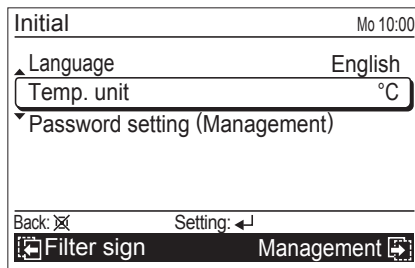 Initial Mo 10:00
Language English
Temp. unit °C
Password setting (Management)
Back: Setting:
Filter sign Management